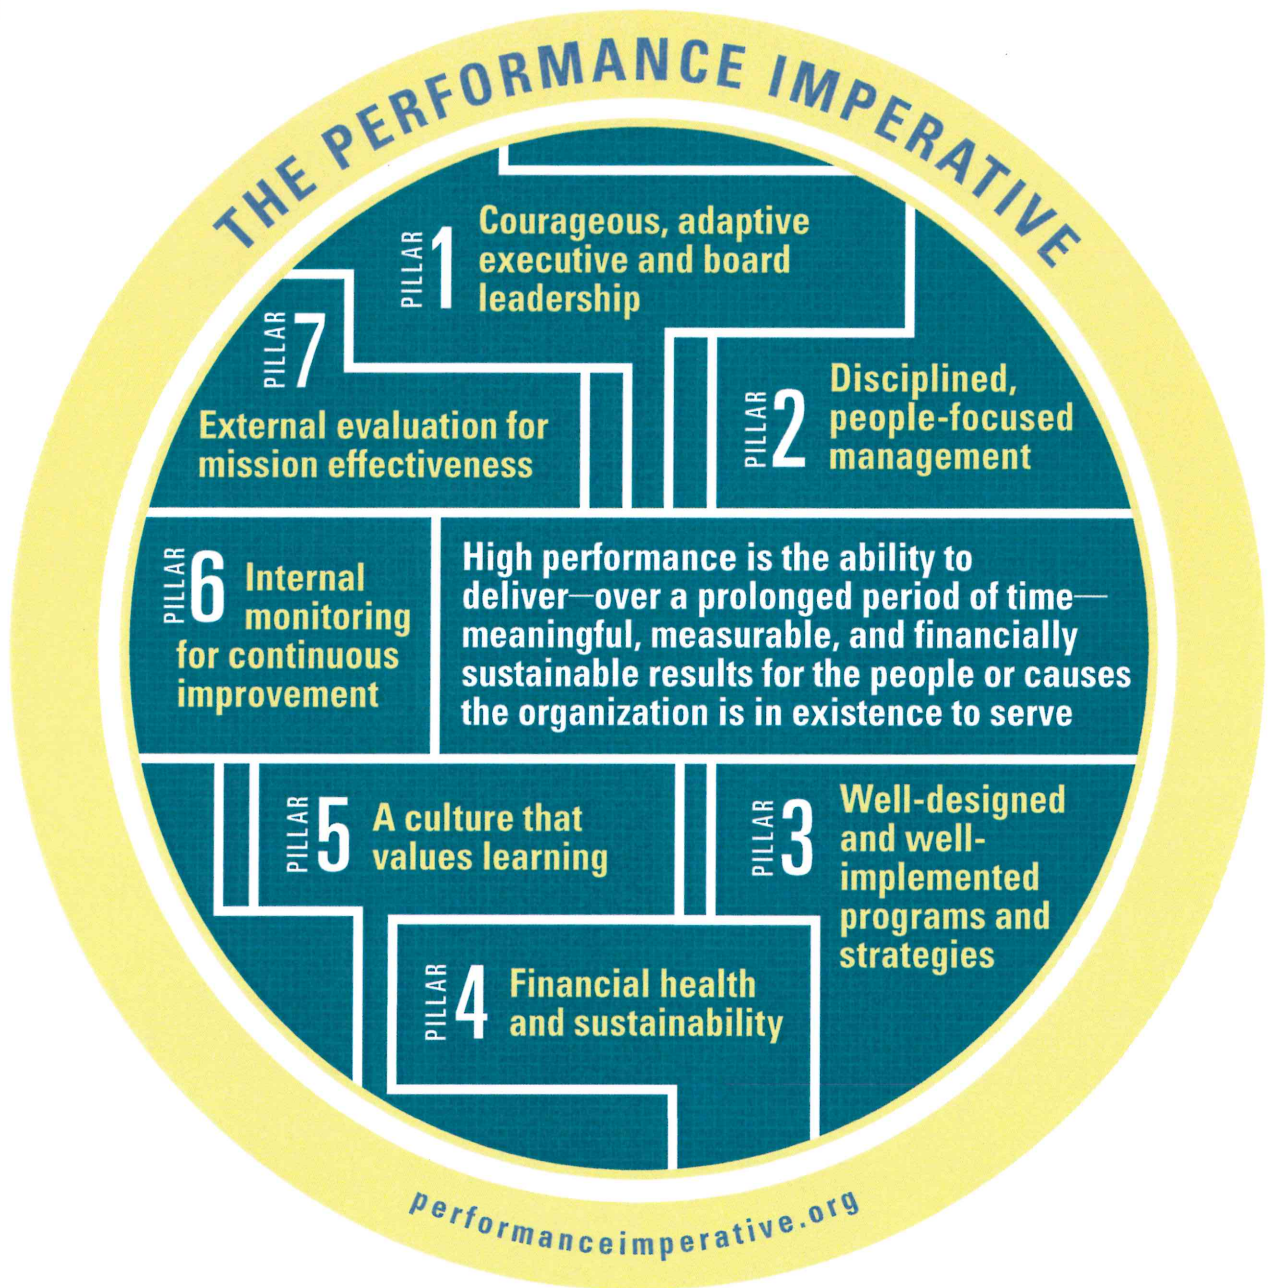 THE PERFORMANCE IMPERATIVE
PILLAR 1
Courageous, adaptive
executive and board
leadership
PILLAR 2
Disciplined,
people-focused
management
PILLAR 7
External evaluation for
mission effectiveness
PILLAR 6
Internal
monitoring
for continuous
improvement
High performance is the ability to
deliver—over a prolonged period of time—
meaningful, measurable, and financially
sustainable results for the people or causes
the organization is in existence to serve
PILLAR 5
A culture that
values learning
PILLAR 3
Well-designed
and well-
implemented
programs and
strategies
PILLAR 4
Financial health
and sustainability
performanceimperative.org